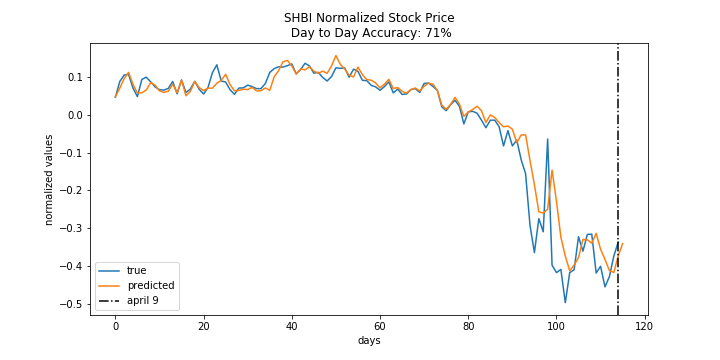 SHBI Normalized Stock Price
Day to Day Accuracy: 71%
normalized values
0.1
0.0
−0.1
−0.2
−0.3
−0.4
−0.5
true
predicted
april 9
0
20
40
60
80
100
120
days